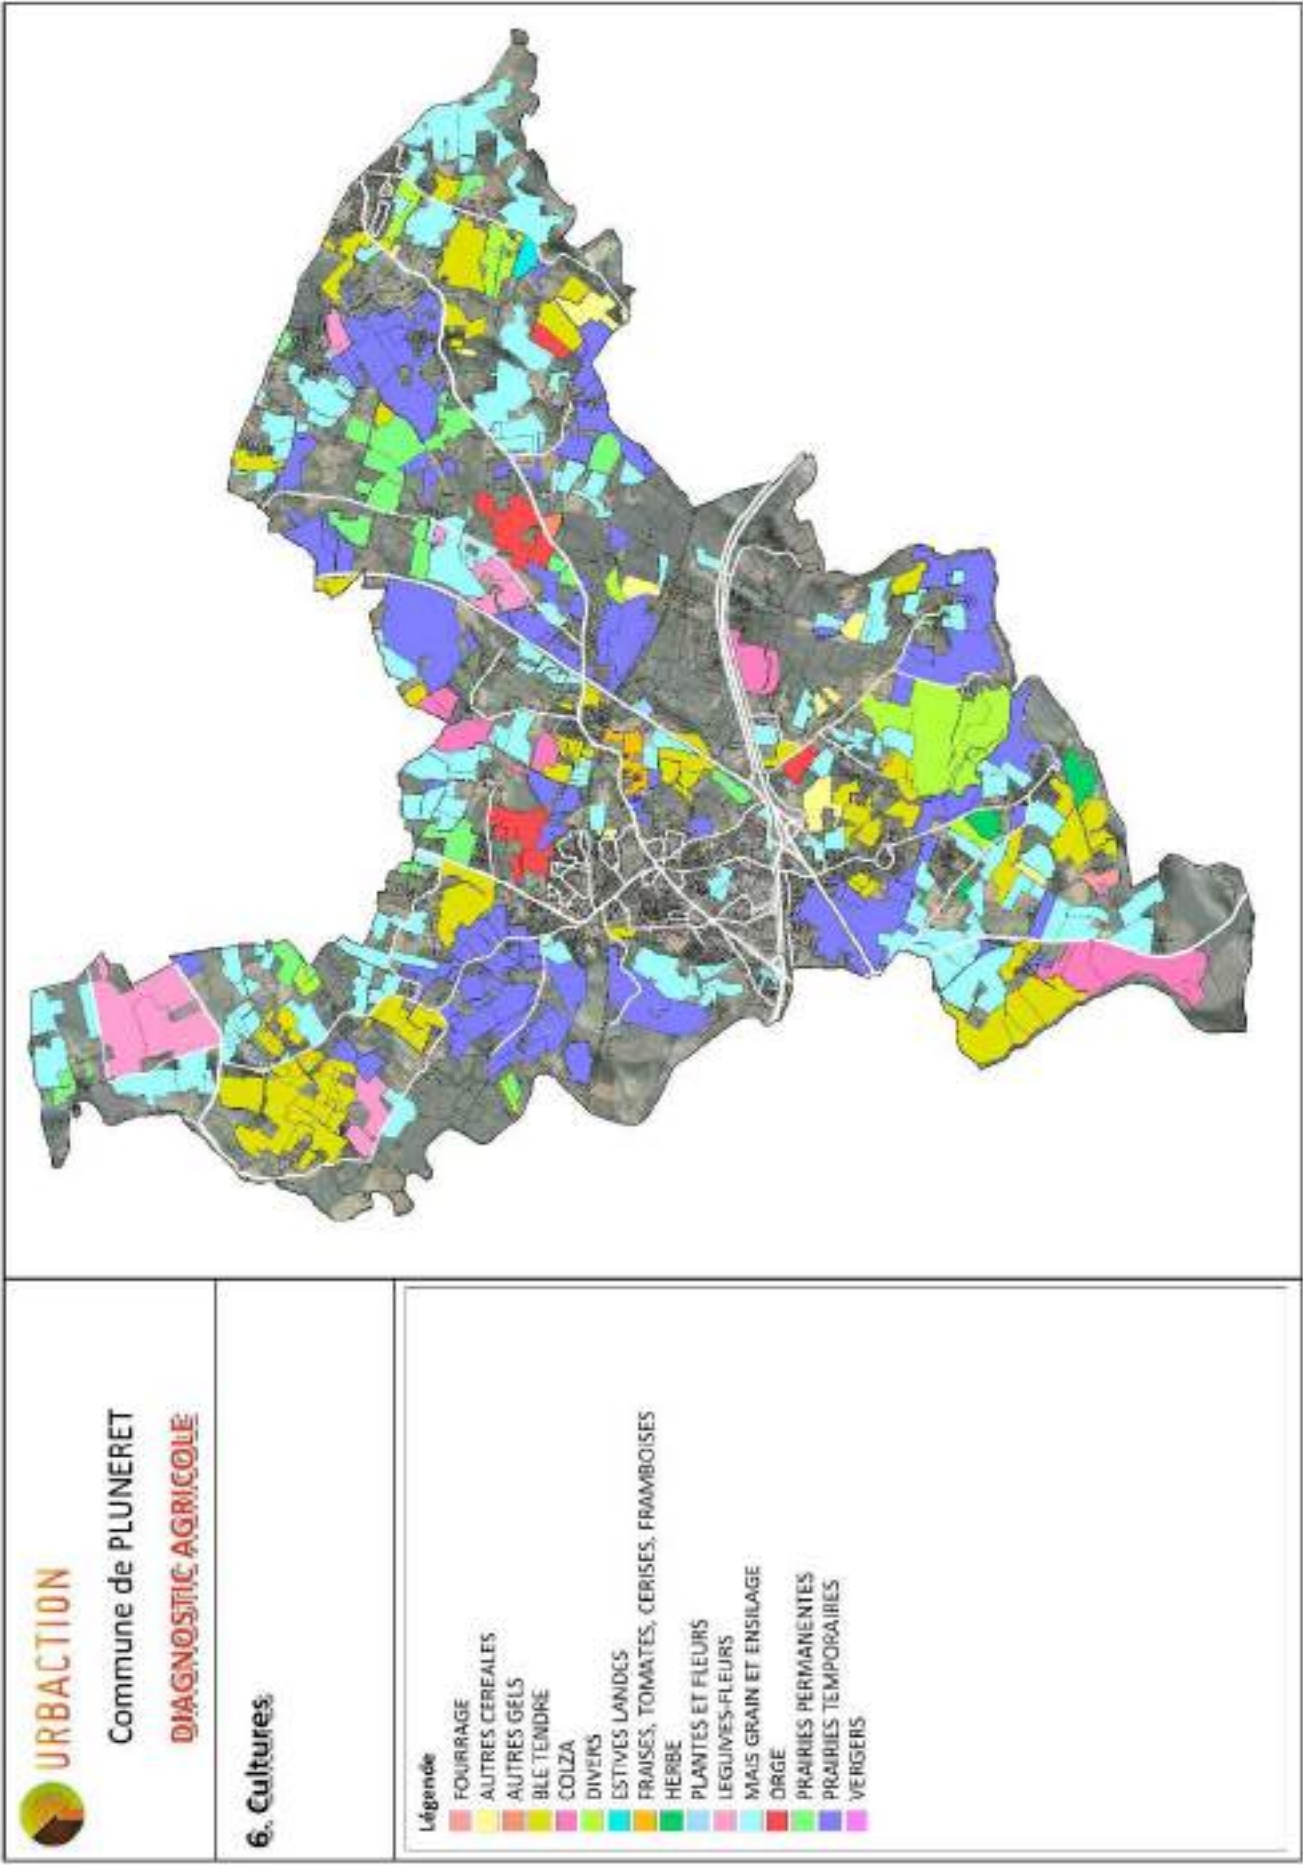 URBACTION
Commune de PLUNERET
DIAGNOSTIC AGRICOLE
6. Cultures
Légende
FOURRAGE
AUTRES CEREALES
AUTRES GELS
BLE TENDRE
COLZA
DIVERS
ESTIVES LANDES
FRAISES, TOMATES, CERISES, FRAMBOISES
HERBE
PLANTES ET FLEURS
LEGUMES-FLEURS
MAIS GRAIN ET ENSILAGE
ORGE
PRAIRIES PERMANENTES
PRAIRIES TEMPORAIRES
VERGERS